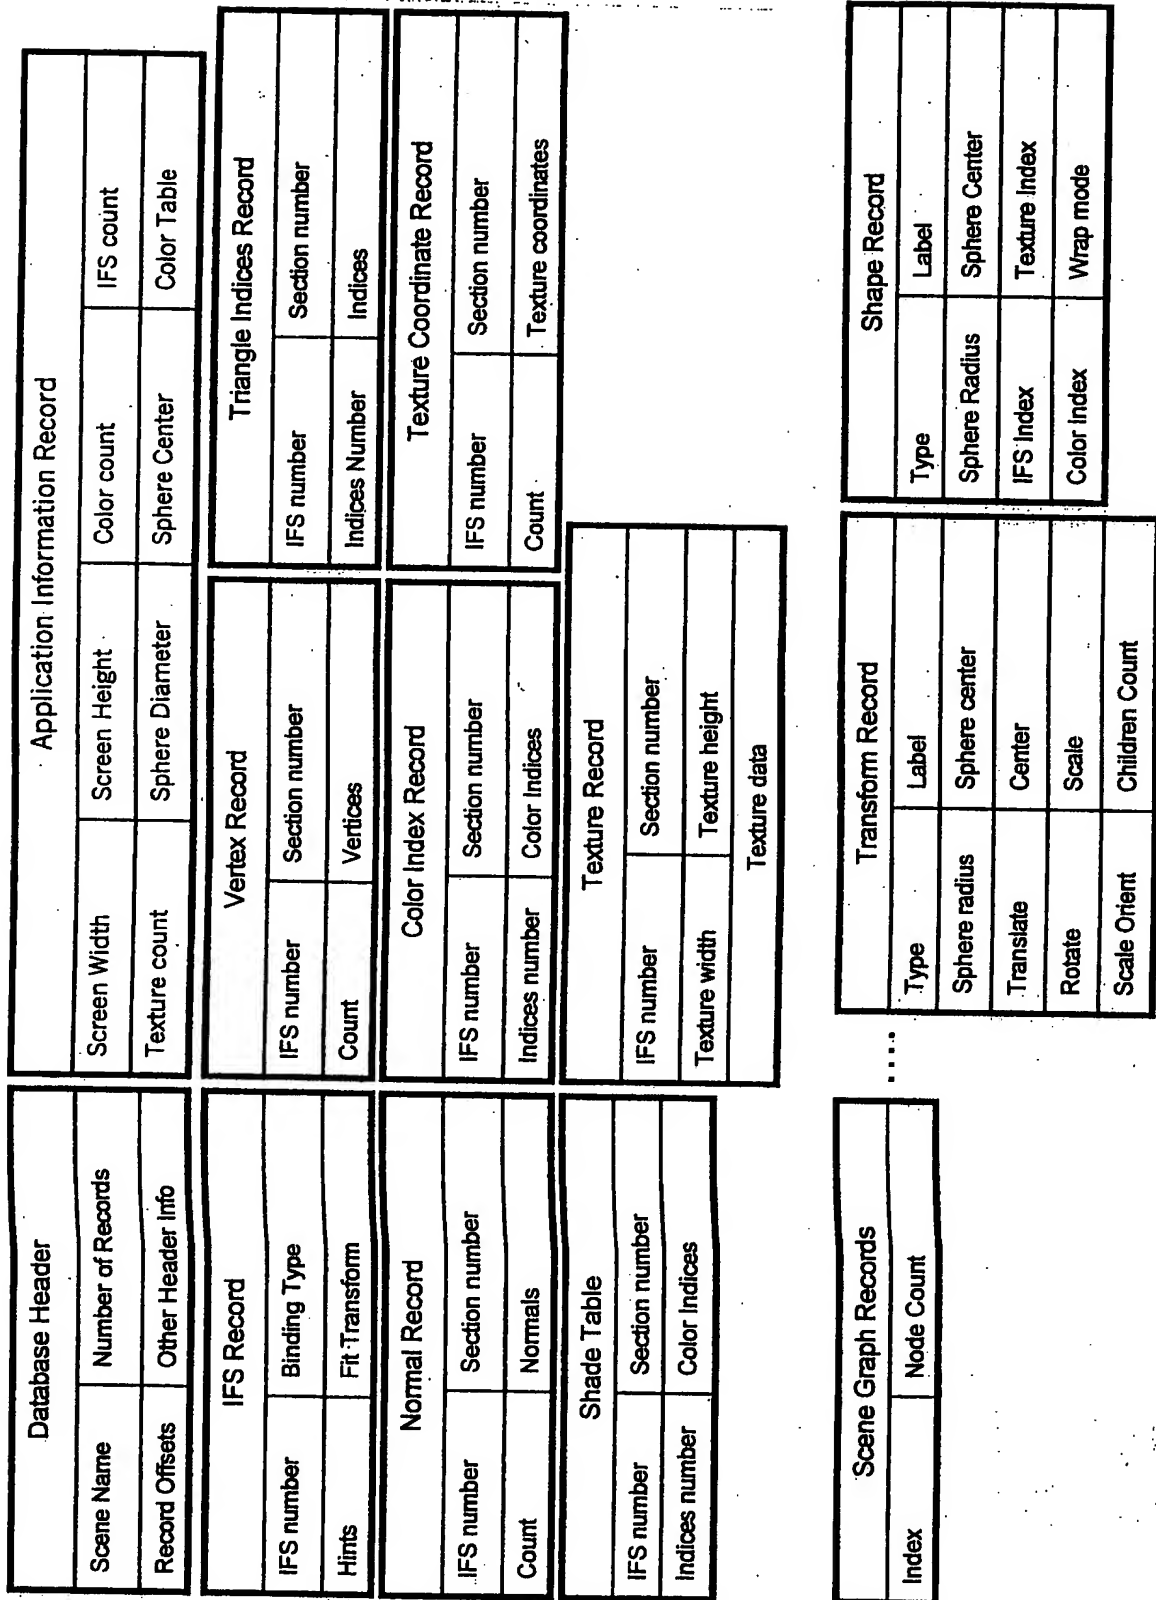 Database Header
Scene Name Number of Records
Record Offsets Other Header Info
Application Information Record
Screen Width Screen Height Color count IFS count
Texture count Sphere Diameter Sphere Center Color Table
IFS Record
IFS number Binding Type
Hints Fit Transform
Vertex Record
IFS number Section number
Count Vertices
Triangle Indices Record
IFS number Section number
Indices Number Indices
Normal Record
IFS number Section number
Count Normals
Color Index Record
IFS number Section number
Indices number Color Indices
Texture Coordinate Record
IFS number Section number
Count Texture coordinates
Shade Table
IFS number Section number
Indices number Color Indices
Texture Record
IFS number Section number
Texture width Texture height
Texture data
Scene Graph Records
Index Node Count
....
Transform Record
Type Label
Sphere radius Sphere center
Translate Center
Rotate Scale
Scale Orient Children Count
Shape Record
Type Label
Sphere Radius Sphere Center
IFS Index Texture Index
Color Index Wrap mode